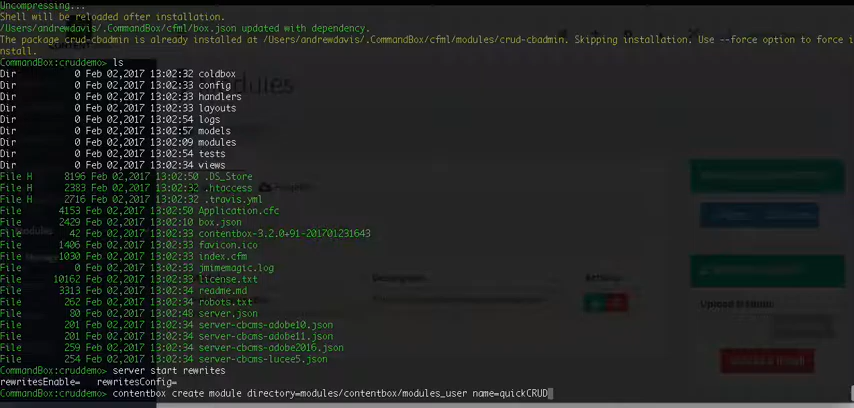 Uncompressing...
Shell will be reloaded after installation.
/Users/andrewdavis/.CommandBox/cfml/box.json updated with dependency.
The package crud-cbadmin is already installed at /Users/andrewdavis/.CommandBox/cfml/modules/crud-cbadmin. Skipping installation. Use --force option to force i
nstall.
CommandBox:cruddemo> ls
Dir 0 Feb 02,2017 13:02:32 coldbox
Dir 0 Feb 02,2017 13:02:33 config
Dir 0 Feb 02,2017 13:02:33 handlers
Dir 0 Feb 02,2017 13:02:33 layouts
Dir 0 Feb 02,2017 13:02:54 logs
Dir 0 Feb 02,2017 13:02:57 models
Dir 0 Feb 02,2017 13:02:09 modules
Dir 0 Feb 02,2017 13:02:54 tests
Dir 0 Feb 02,2017 13:02:34 views
File H 8196 Feb 02,2017 13:02:50 .DS_Store
File H 2383 Feb 02,2017 13:02:32 .htaccess
File H 2716 Feb 02,2017 13:02:32 .travis.yml
File 4153 Feb 02,2017 13:02:50 Application.cfc
File 2429 Feb 02,2017 13:02:10 box.json
File 42 Feb 02,2017 13:02:33 contentbox-3.2.0+91-201701231643
File 1406 Feb 02,2017 13:02:33 favicon.ico
File 1030 Feb 02,2017 13:02:33 index.cfm
File 0 Feb 02,2017 13:02:33 jmimemagic.log
File 10162 Feb 02,2017 13:02:33 license.txt
File 3313 Feb 02,2017 13:02:34 readme.md
File 262 Feb 02,2017 13:02:34 robots.txt
File 80 Feb 02,2017 13:02:48 server.json
File 201 Feb 02,2017 13:02:34 server-cbcms-adobe10.json
File 201 Feb 02,2017 13:02:34 server-cbcms-adobe11.json
File 259 Feb 02,2017 13:02:34 server-cbcms-adobe2016.json
File 254 Feb 02,2017 13:02:34 server-cbcms-lucee5.json
CommandBox:cruddemo> server start rewrites
rewritesEnable= rewritesConfig=
CommandBox:cruddemo> contentbox create module directory=modules/contentbox/modules_user name=quickCRUD